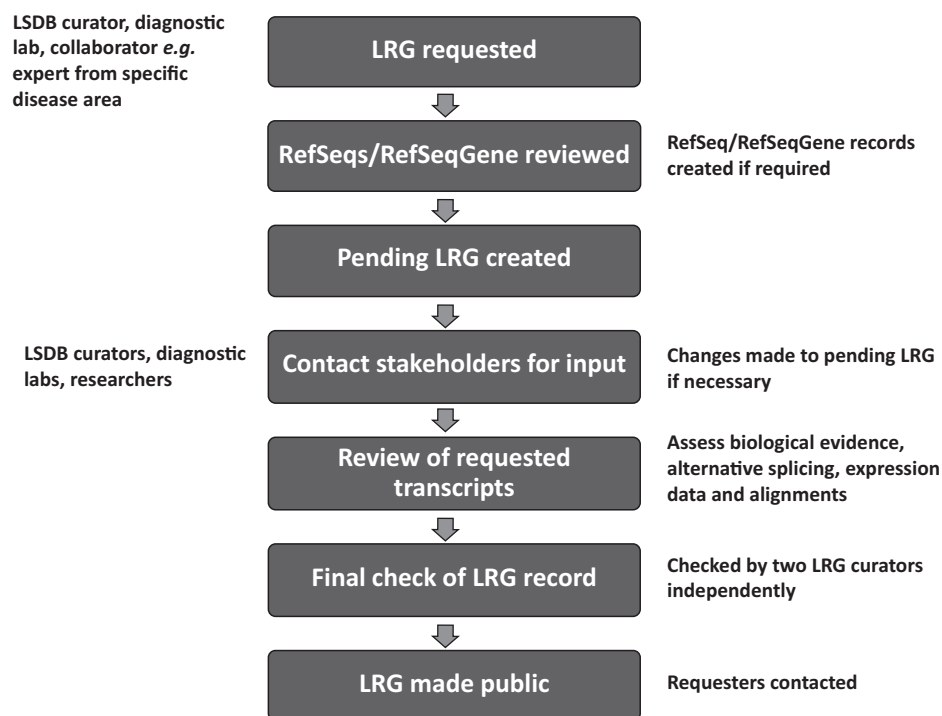 LSDB curator, diagnostic
lab, collaborator e.g.
expert from specific
disease area
LRG requested
RefSeqs/RefSeqGene reviewed
RefSeq/RefSeqGene records
created if required
Pending LRG created
LSDB curators, diagnostic
labs, researchers
Contact stakeholders for input
Changes made to pending LRG
if necessary
Review of requested
transcripts
Assess biological evidence,
alternative splicing, expression
data and alignments
Final check of LRG record
Checked by two LRG curators
independently
LRG made public
Requesters contacted